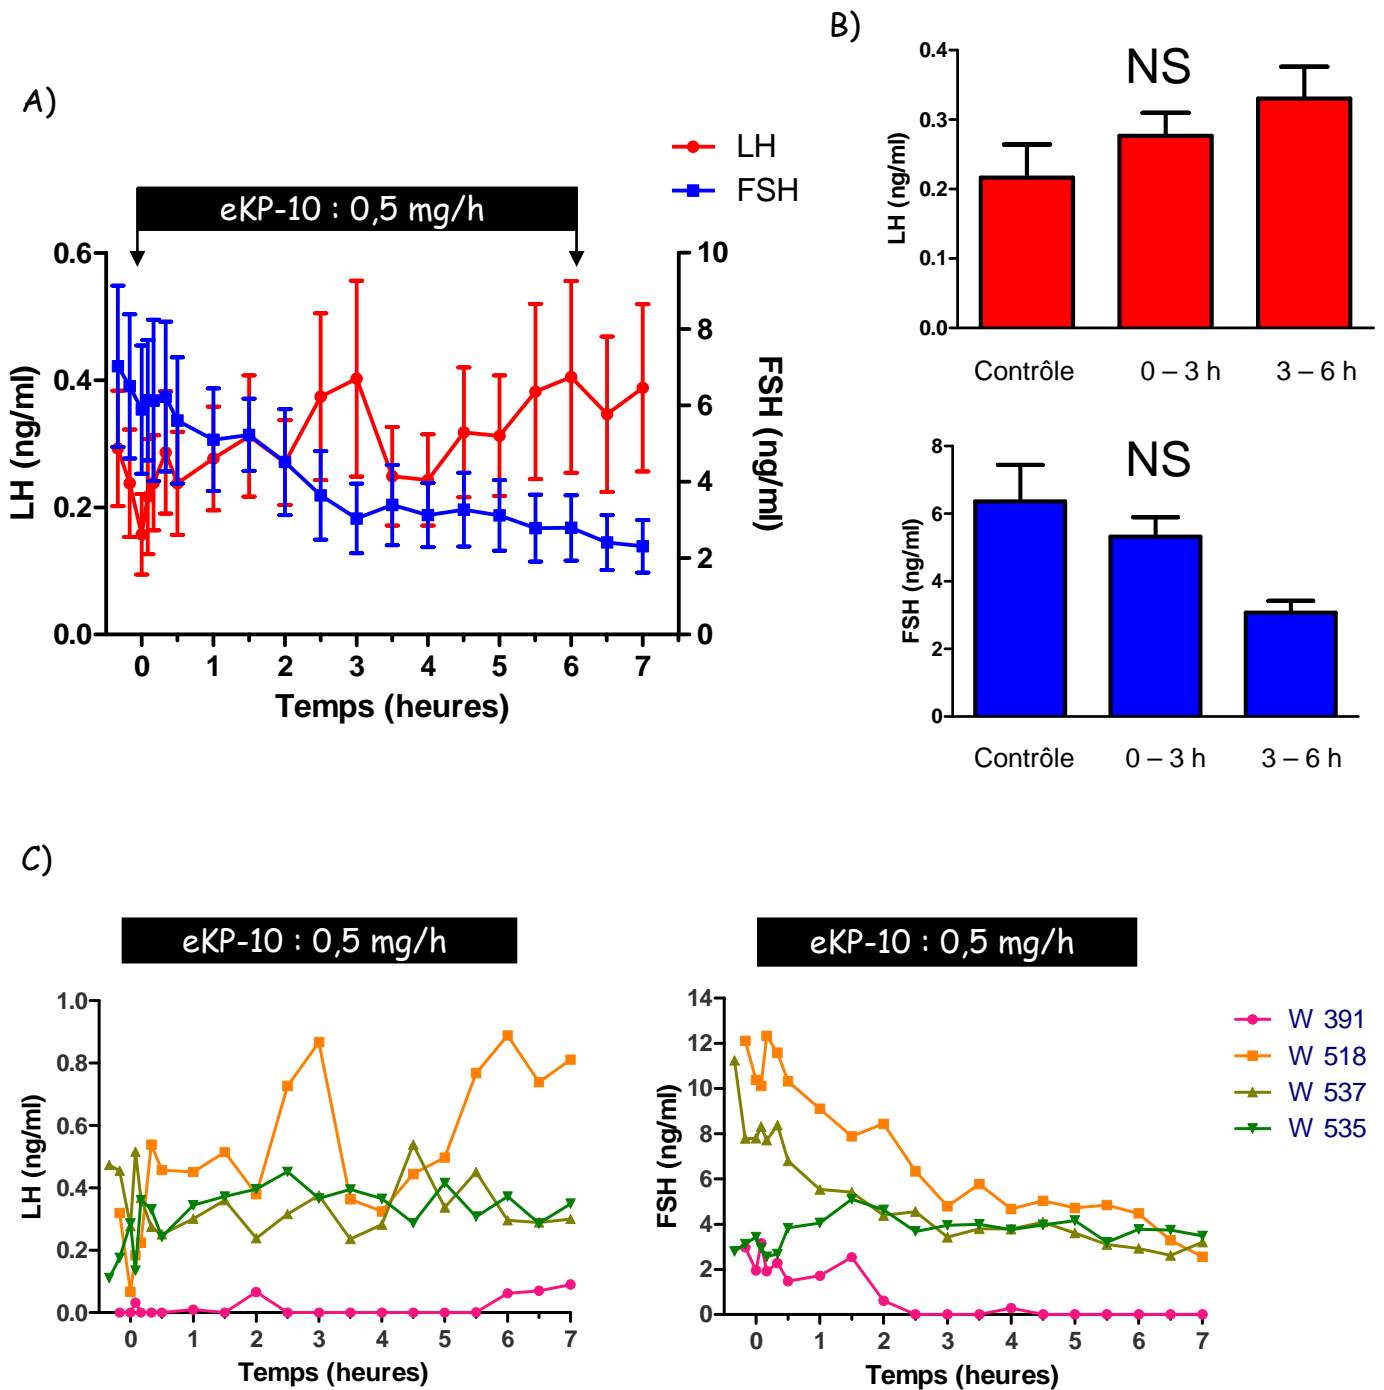 A)
LH
FSH
eKP-10 : 0,5 mg/h
0.6
0.4
0.2
0.0
LH (ng/ml)
10
8
6
4
2
0
FSH (ng/ml)
0 1 2 3 4 5 6 7
Temps (heures)
B)
NS
0.4
0.3
0.2
0.1
0.0
LH (ng/ml)
Contrôle 0 – 3 h 3 – 6 h
NS
8
6
4
2
0
FSH (ng/ml)
Contrôle 0 – 3 h 3 – 6 h
C)
eKP-10 : 0,5 mg/h
1.0
0.8
0.6
0.4
0.2
0.0
LH (ng/ml)
0 1 2 3 4 5 6 7
Temps (heures)
eKP-10 : 0,5 mg/h
14
12
10
8
6
4
2
0
FSH (ng/ml)
0 1 2 3 4 5 6 7
Temps (heures)
W 391
W 518
W 537
W 535